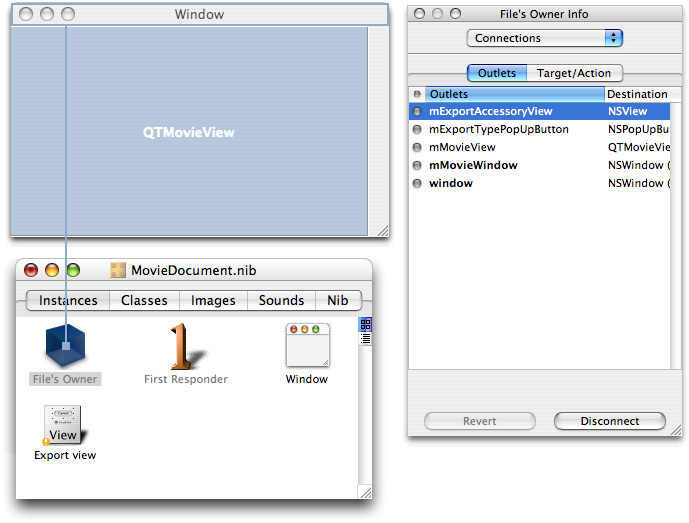 Window
QTMovieView
MovieDocument.nib
Instances Classes Images Sounds Nib
File's Owner
1
First Responder
Window
View
Export view
File's Owner Info
Connections
Outlets Target/Action
Outlets Destination
mExportAccessoryView NSView
mExportTypePopUpButton NSPopUpBu
mMovieView QTMovieVie
mMovieWindow NSWindow (
window NSWindow (
Revert Disconnect